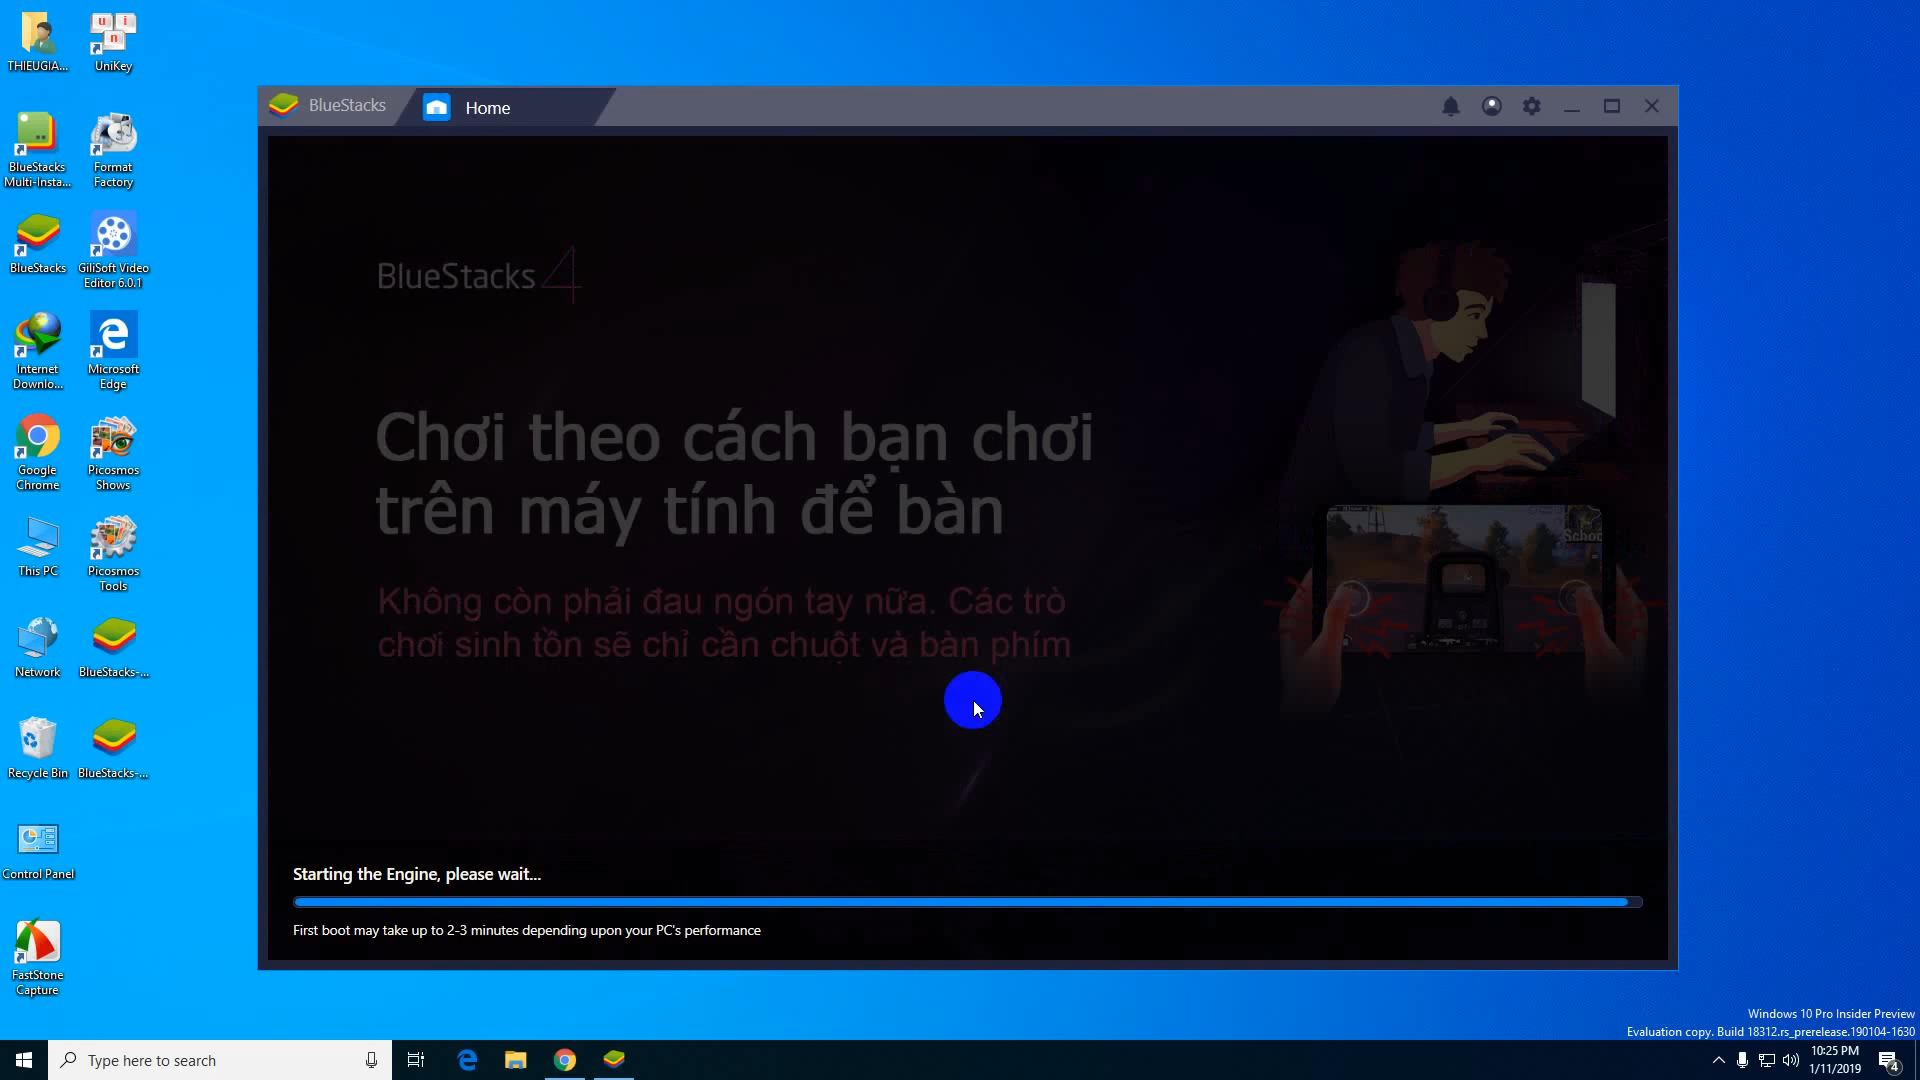 THIEUGIA...
UniKey
BlueStacks
Multi-Insta...
Format
Factory
BlueStacks
GiliSoft Video
Editor 6.0.1
Internet
Downlo...
Microsoft
Edge
Google
Chrome
Picosmos
Shows
This PC
Picosmos
Tools
Network
BlueStacks-...
Recycle Bin
BlueStacks-...
Control Panel
FastStone
Capture
BlueStacks
Home
BlueStacks 4
Chơi theo cách bạn chơi
trên máy tính để bàn
Không còn phải đau ngón tay nữa. Các trò
chơi sinh tồn sẽ chỉ cần chuột và bàn phím
Starting the Engine, please wait...
First boot may take up to 2-3 minutes depending upon your PC's performance
Windows 10 Pro Insider Preview
Evaluation copy. Build 18312.rs_prerelease.190104-1630
Type here to search
10:25 PM
1/11/2019
4